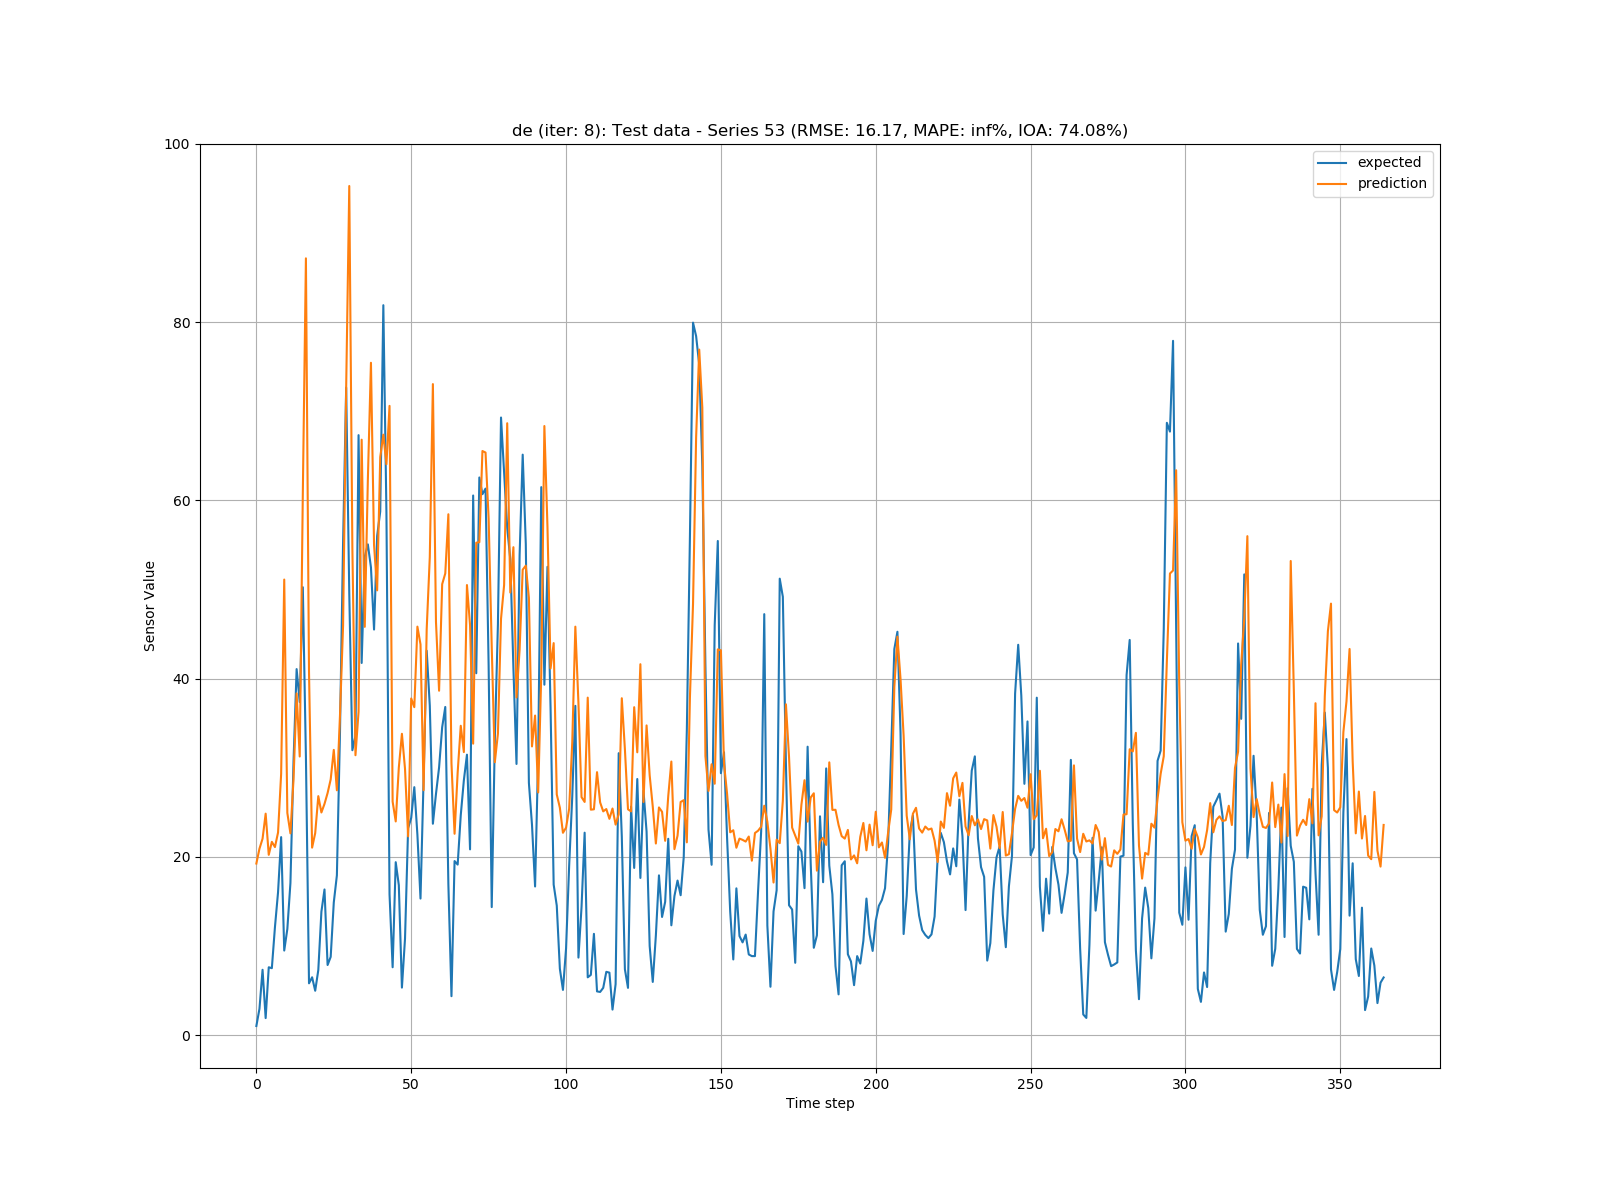 de (iter: 8): Test data - Series 53 (RMSE: 16.17, MAPE: inf%, IOA: 74.08%)
expected
prediction
100
80
60
40
20
0
Sensor Value
0 50 100 150 200 250 300 350
Time step